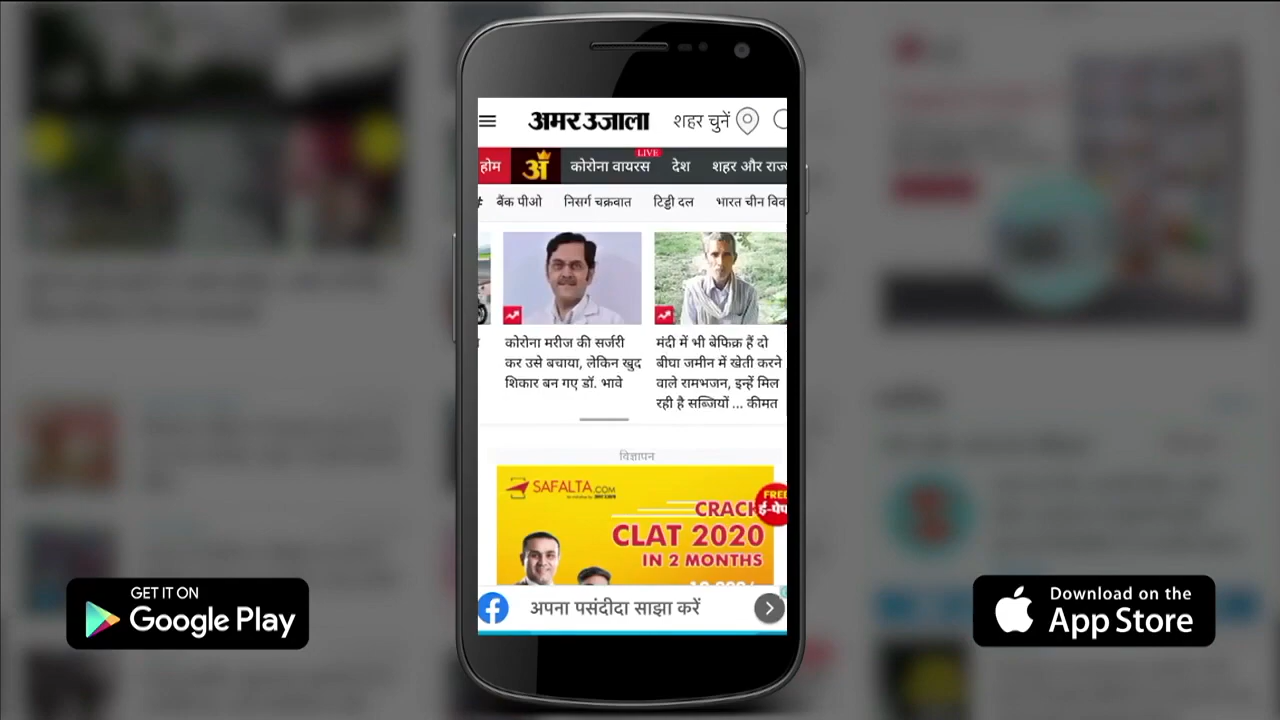 अमर उजाला
शहर चुनें
होम
अ
कोरोना वायरस
LIVE
देश
शहर और राज्य
# बैंक पीओ
निसर्ग चक्रवात
टिड्डी दल
भारत चीन विवा
कोरोना मरीज की सर्जरी
कर उसे बचाया, लेकिन खुद
शिकार बन गए डॉ. भावे
मंदी में भी बेफिक्र हैं दो
बीघा जमीन में खेती करने
वाले रामभजन, इन्हें मिल
रही है सब्जियों ... कीमत
विज्ञापन
SAFALTA.COM
CRACK
CLAT 2020
IN 2 MONTHS
FREE
ई-पेप
अपना पसंदीदा साझा करें
GET IT ON
Google Play
Download on the
App Store